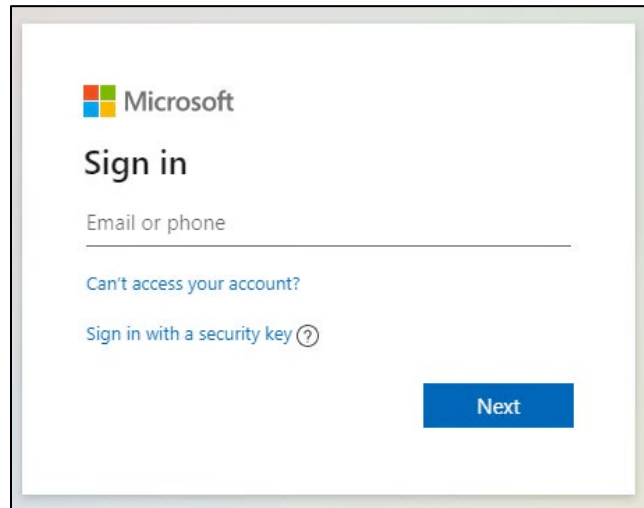 Microsoft
Sign in
Email or phone
Can't access your account?
Sign in with a security key ?
Next